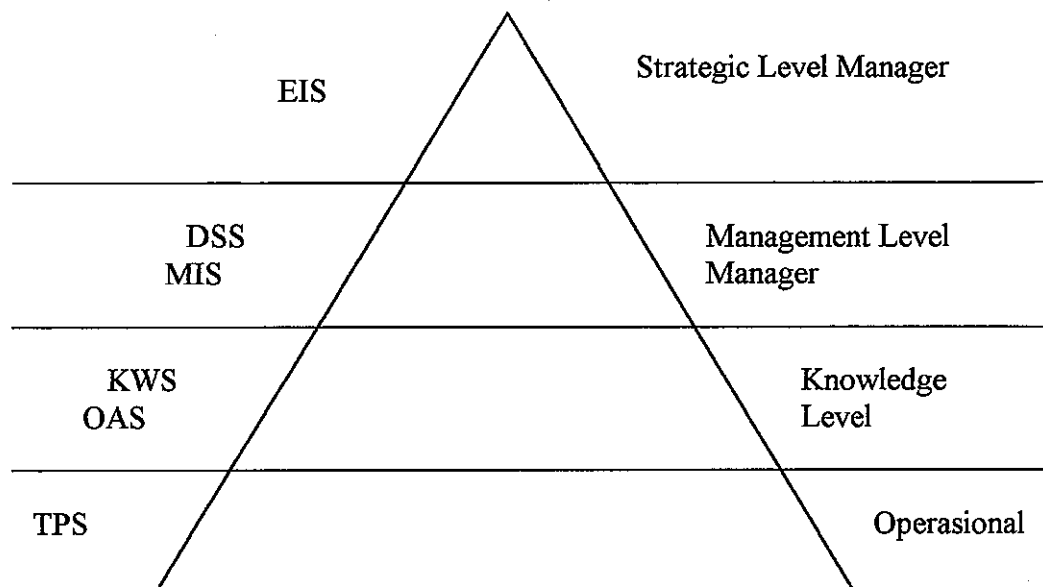 EIS
Strategic Level Manager
DSS
MIS
Management Level
Manager
KWS
OAS
Knowledge
Level
TPS
Operasional